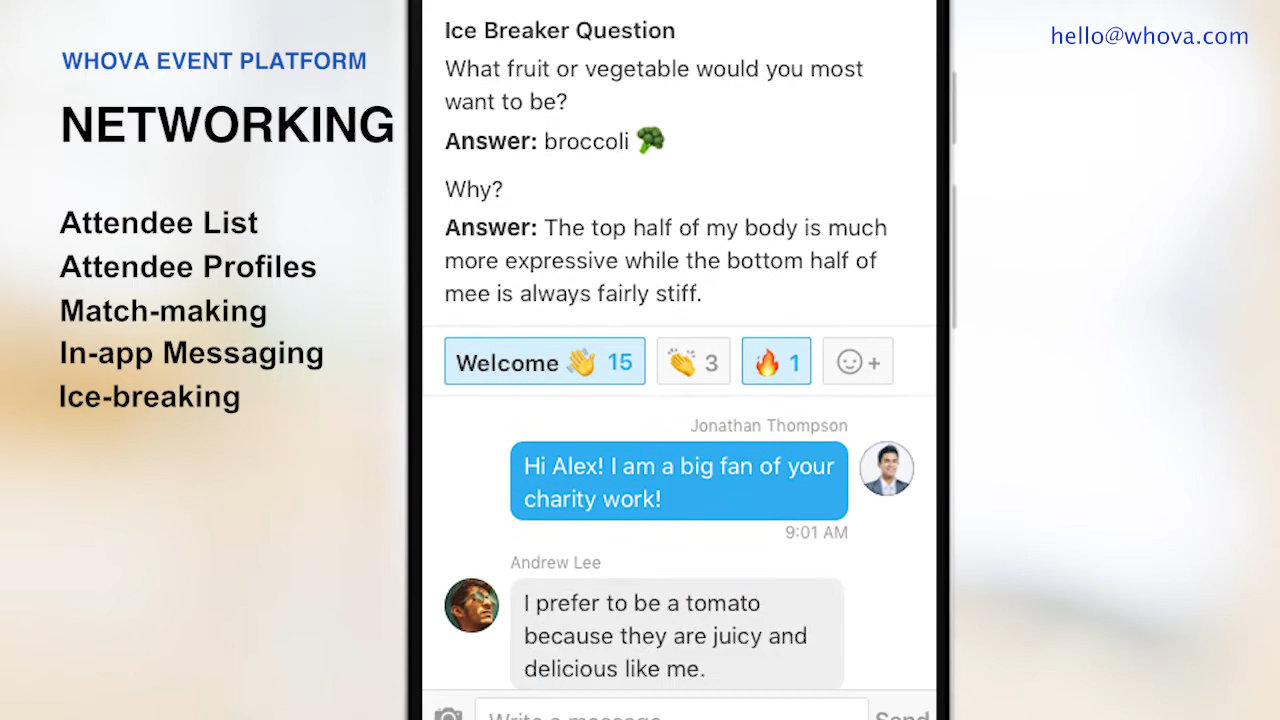 WHOVA EVENT PLATFORM
NETWORKING
Attendee List
Attendee Profiles
Match-making
In-app Messaging
Ice-breaking
hello@whova.com
Ice Breaker Question
What fruit or vegetable would you most
want to be?
Answer: broccoli 🥦
Why?
Answer: The top half of my body is much
more expressive while the bottom half of
mee is always fairly stiff.
Welcome 👋 15 👏 3 🔥 1
Jonathan Thompson
Hi Alex! I am a big fan of your
charity work!
9:01 AM
Andrew Lee
I prefer to be a tomato
because they are juicy and
delicious like me.
Write a message
Send